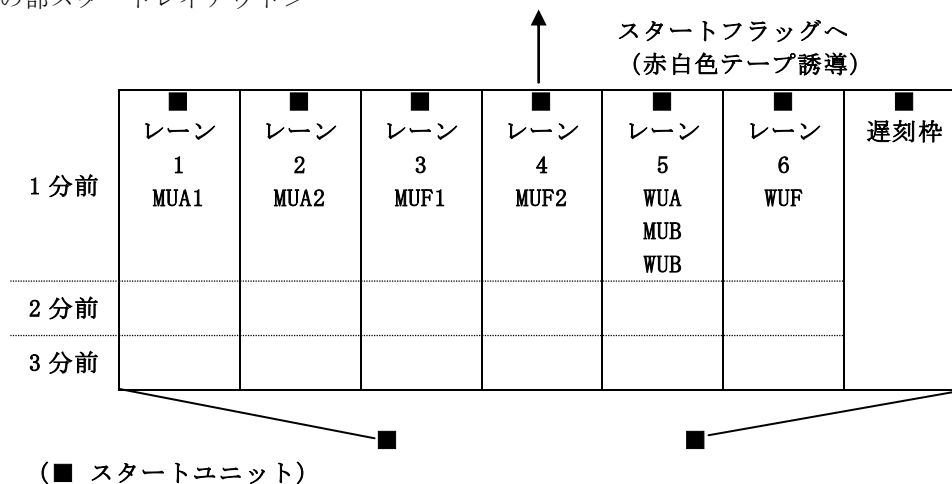 の部スタートレイアウト＞
スタートフラッグへ
（赤白色テープ誘導）
レーン レーン レーン レーン レーン レーン 遅刻枠
1 2 3 4 5 6
1分前 MUA1 MUA2 MUF1 MUF2 WUA WUF
MUB
WUB
2分前
3分前
（■ スタートユニット）